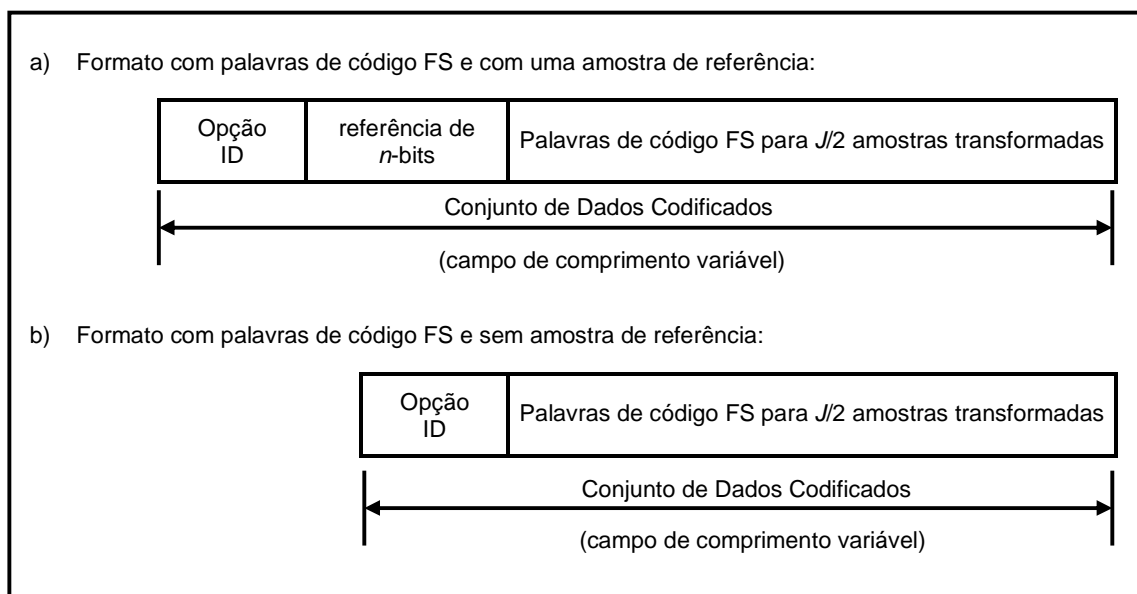 a) Formato com palavras de código FS e com uma amostra de referência:
Opção
ID
referência de
n-bits
Palavras de código FS para J/2 amostras transformadas
Conjunto de Dados Codificados
(campo de comprimento variável)
b) Formato com palavras de código FS e sem amostra de referência:
Opção
ID
Palavras de código FS para J/2 amostras transformadas
Conjunto de Dados Codificados
(campo de comprimento variável)